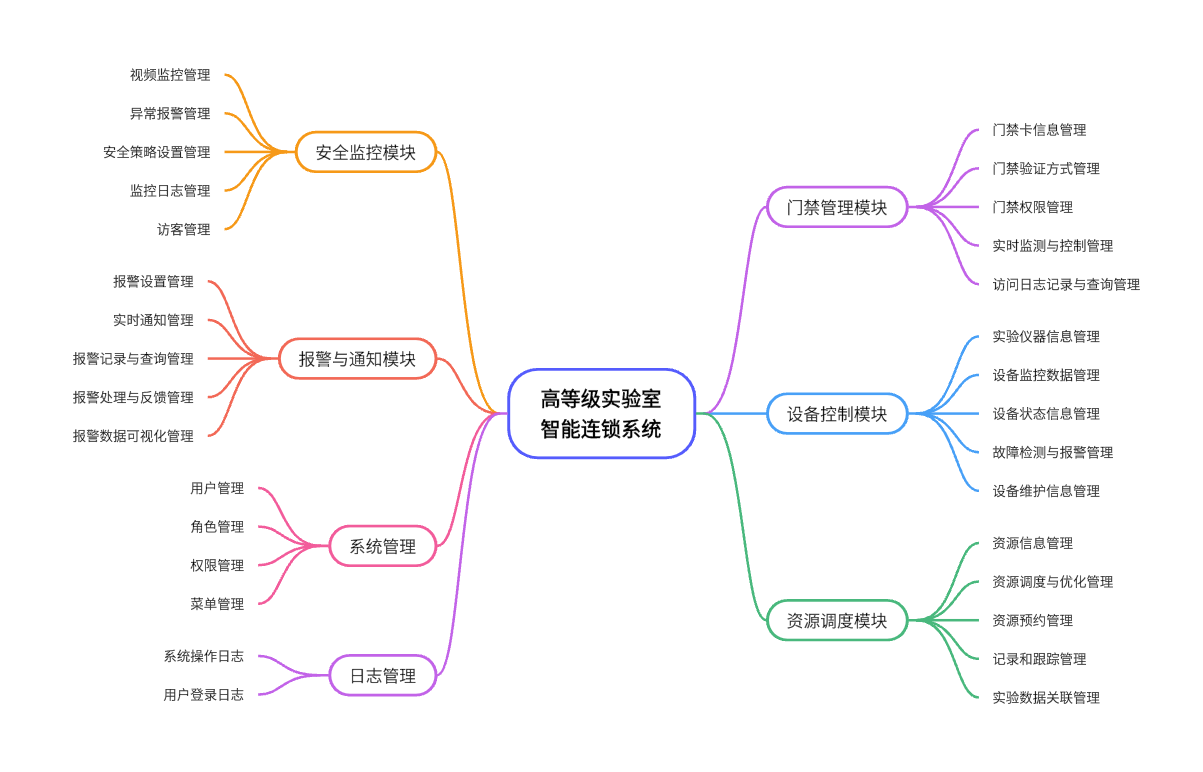 高等级实验室
智能连锁系统
安全监控模块
视频监控管理
异常报警管理
安全策略设置管理
监控日志管理
访客管理
报警与通知模块
报警设置管理
实时通知管理
报警记录与查询管理
报警处理与反馈管理
报警数据可视化管理
系统管理
用户管理
角色管理
权限管理
菜单管理
日志管理
系统操作日志
用户登录日志
门禁管理模块
门禁卡信息管理
门禁验证方式管理
门禁权限管理
实时监测与控制管理
访问日志记录与查询管理
设备控制模块
实验仪器信息管理
设备监控数据管理
设备状态信息管理
故障检测与报警管理
设备维护信息管理
资源调度模块
资源信息管理
资源调度与优化管理
资源预约管理
记录和跟踪管理
实验数据关联管理